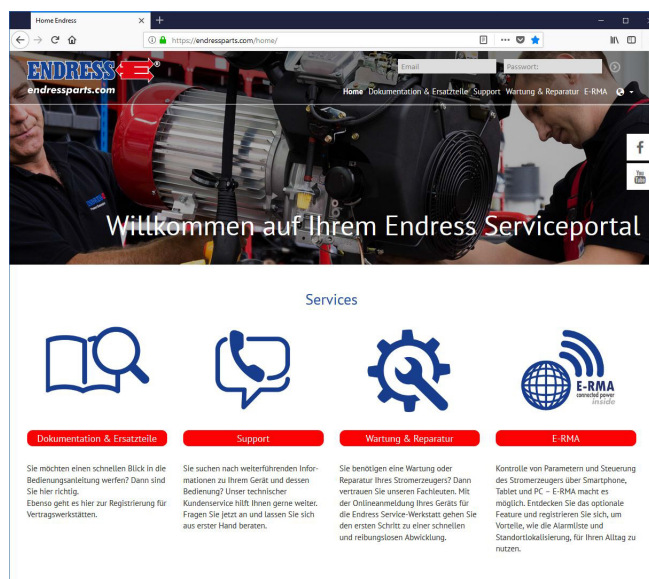 Home Endress
https://endressparts.com/home/
ENDRESS®
endressparts.com
Email
Passwort:
Home Dokumentation & Ersatzteile Support Wartung & Reparatur E-RMA
You
Tube
Willkommen auf Ihrem Endress Serviceportal
Services
E-RMA
connected power
inside
Dokumentation & Ersatzteile
Sie möchten einen schnellen Blick in die
Bedienungsanleitung werfen? Dann sind
Sie hier richtig.
Ebenso geht es hier zur Registrierung für
Vertragswerkstätten.
Support
Sie suchen nach weiterführenden Infor-
mationen zu Ihrem Gerät und dessen
Bedienung? Unser technischer
Kundenservice hilft Ihnen gerne weiter.
Fragen Sie jetzt an und lassen Sie sich
aus erster Hand beraten.
Wartung & Reparatur
Sie benötigen eine Wartung oder
Reparatur Ihres Stromerzeugers? Dann
vertrauen Sie unseren Fachleuten. Mit
der Onlineanmeldung Ihres Geräts für
die Endress Service-Werkstatt gehen Sie
den ersten Schritt zu einer schnellen
und reibungslosen Abwicklung.
E-RMA
Kontrolle von Parametern und Steuerung
des Stromerzeugers über Smartphone,
Tablet und PC – E-RMA macht es
möglich. Entdecken Sie das optionale
Feature und registrieren Sie sich, um
Vorteile, wie die Alarmliste und
Standortlokalisierung, für Ihren Alltag zu
nutzen.